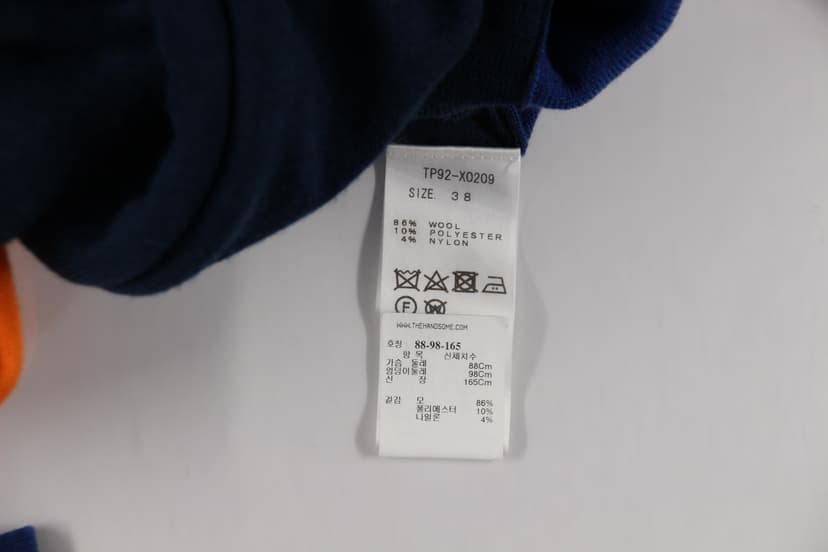 TP92-X0209
SIZE. 38
86% WOOL
10% POLYESTER
4% NYLON
F W
WWW.THEHANDSOME.COM
호칭 88-98-165
항 목 신체치수
가슴 둘레 88Cm
엉덩이둘레 98Cm
신 장 165Cm
겉감 모 86%
폴리에스터 10%
나일론 4%